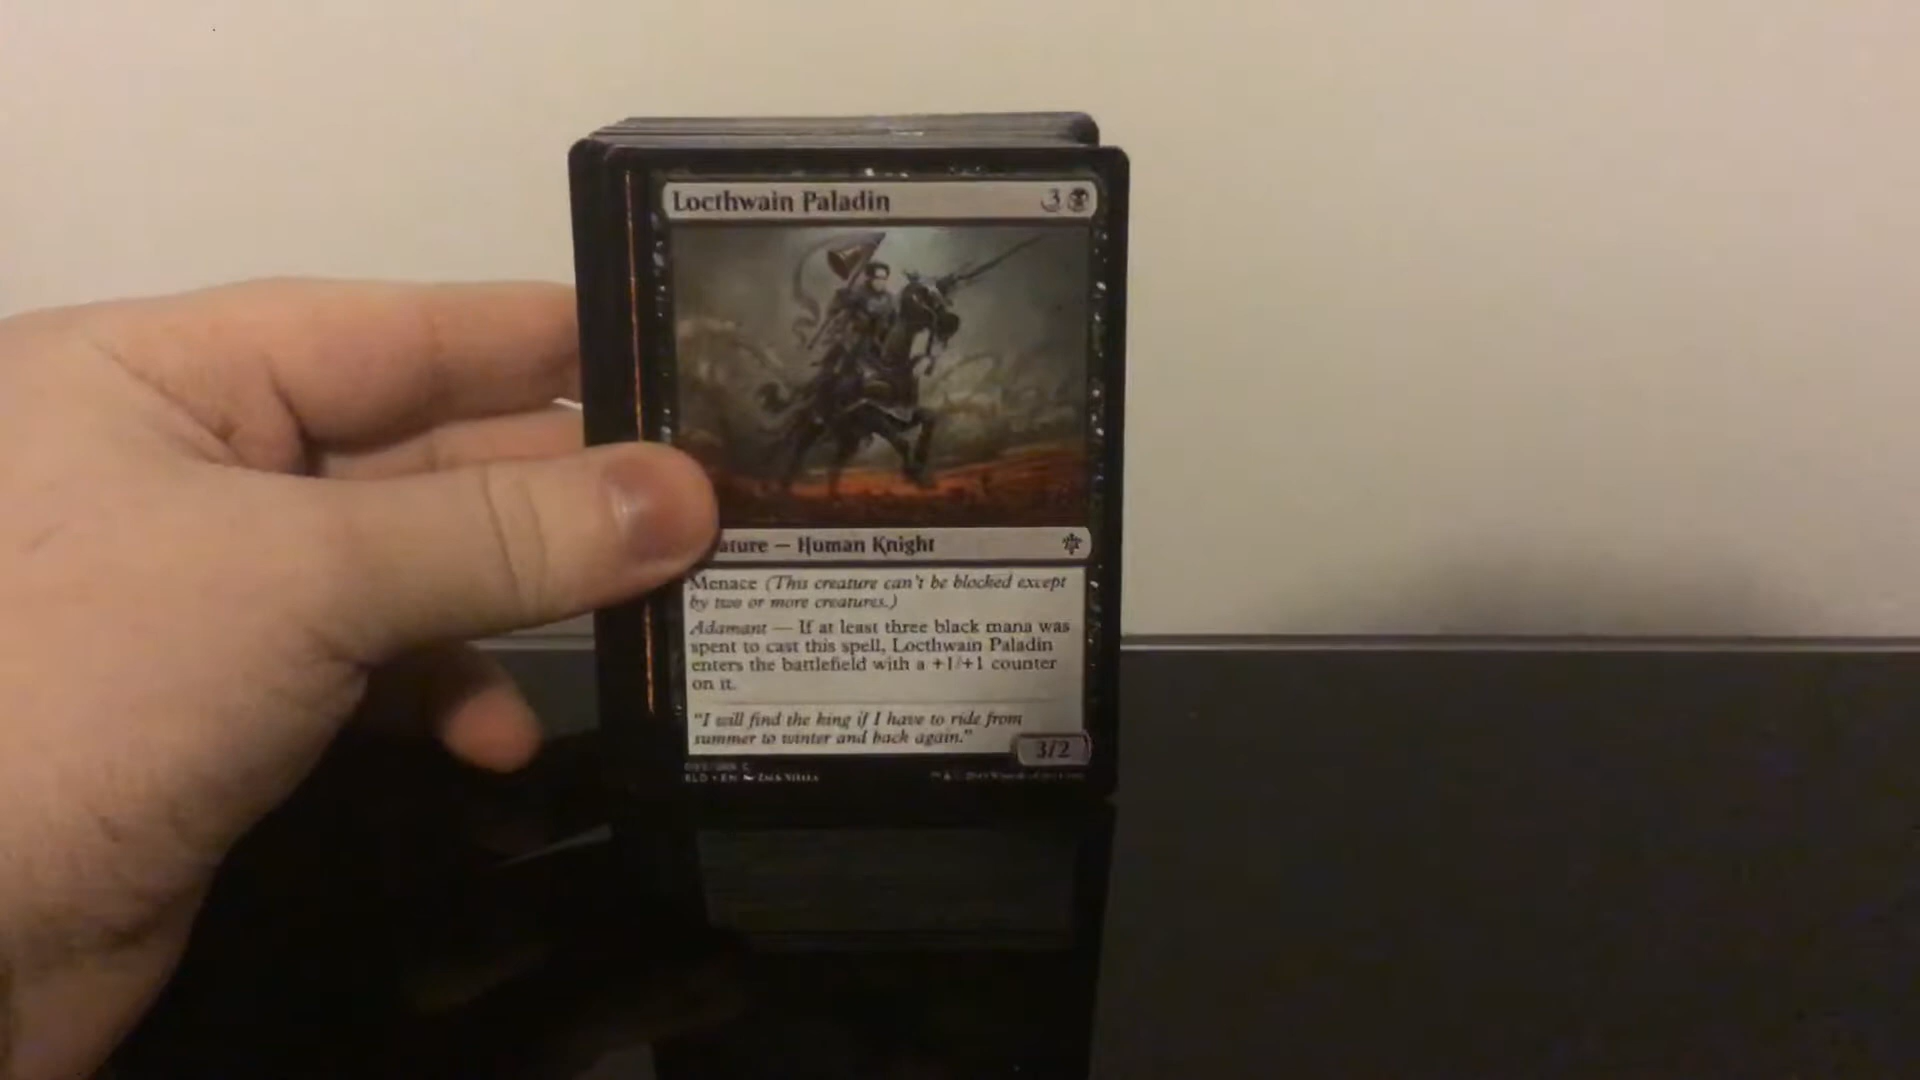 Locthwain Paladin 3
ature — Human Knight
Menace (This creature can't be blocked except
by two or more creatures.)
Adamant — If at least three black mana was
spent to cast this spell, Locthwain Paladin
enters the battlefield with a +1/+1 counter
on it.
"I will find the king if I have to ride from
summer to winter and back again."
3/2
ELD • EN